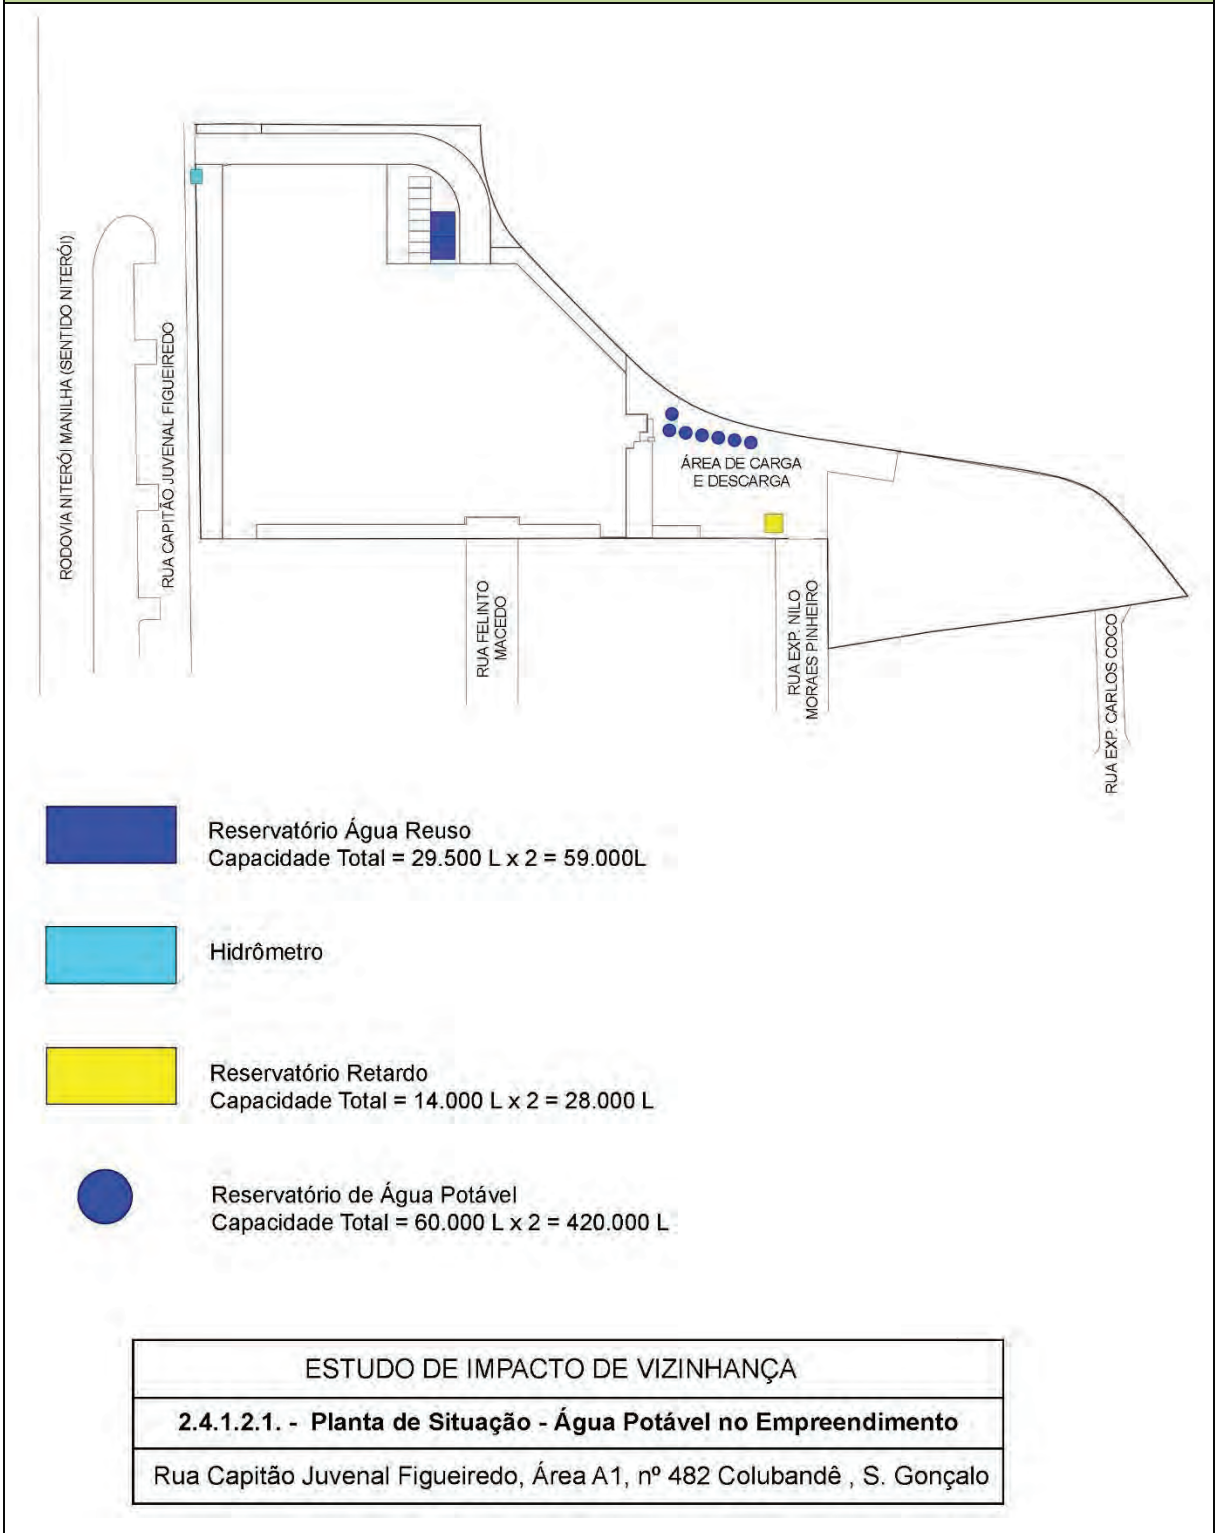 RODOVIA NITERÓI MANILHA (SENTIDO NITERÓI)
RUA CAPITÃO JUVENAL FIGUEIREDO
ÁREA DE CARGA
E DESCARGA
RUA FELINTO
MACEDO
RUA EXP. NILO
MORAES PINHEIRO
RUA EXP. CARLOS COCO
Reservatório Água Reuso
Capacidade Total = 29.500 L x 2 = 59.000L
Hidrômetro
Reservatório Retardo
Capacidade Total = 14.000 L x 2 = 28.000 L
Reservatório de Água Potável
Capacidade Total = 60.000 L x 2 = 420.000 L
ESTUDO DE IMPACTO DE VIZINHANÇA
2.4.1.2.1. - Planta de Situação - Água Potável no Empreendimento
Rua Capitão Juvenal Figueiredo, Área A1, nº 482 Colubandê , S. Gonçalo